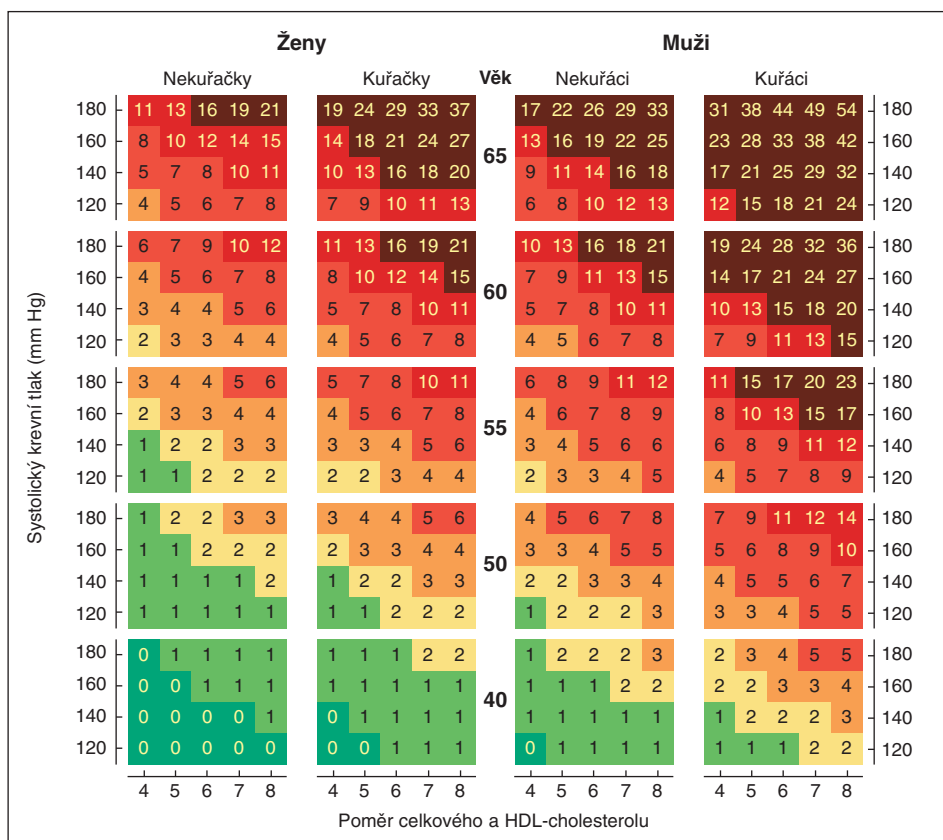 Ženy Muži
Nekuřačky Kuřačky Věk Nekuřáci Kuřáci
180 11 13 16 19 21 19 24 29 33 37 17 22 26 29 33 31 38 44 49 54 180
160 8 10 12 14 15 14 18 21 24 27 13 16 19 22 25 23 28 33 38 42 160
65
140 5 7 8 10 11 10 13 16 18 20 9 11 14 16 18 17 21 25 29 32 140
120 4 5 6 7 8 7 9 10 11 13 6 8 10 12 13 12 15 18 21 24 120
180 6 7 9 10 12 11 13 16 19 21 10 13 16 18 21 19 24 28 32 36 180
160 4 5 6 7 8 8 10 12 14 15 7 9 11 13 15 14 17 21 24 27 160
60
140 3 4 4 5 6 5 7 8 10 11 5 7 8 10 11 10 13 15 18 20 140
120 2 3 3 4 4 4 5 6 7 8 4 5 6 7 8 7 9 11 13 15 120
180 3 4 4 5 6 5 7 8 10 11 6 8 9 11 12 11 15 17 20 23 180
160 2 3 3 4 4 4 5 6 7 8 4 6 7 8 9 8 10 13 15 17 160
55
140 1 2 2 3 3 3 3 4 5 6 3 4 5 6 6 6 8 9 11 12 140
120 1 1 2 2 2 2 2 3 4 4 2 3 3 4 5 4 5 7 8 9 120
180 1 2 2 3 3 3 4 4 5 6 4 5 6 7 8 7 9 11 12 14 180
160 1 1 2 2 2 2 3 3 4 4 3 3 4 5 5 5 6 8 9 10 160
50
140 1 1 1 1 2 1 2 2 3 3 2 2 3 3 4 4 5 5 6 7 140
120 1 1 1 1 1 1 1 2 2 2 1 2 2 2 3 3 3 4 5 5 120
180 0 1 1 1 1 1 1 1 2 2 1 2 2 2 3 2 3 4 5 5 180
160 0 0 1 1 1 1 1 1 1 1 1 1 1 2 2 2 2 3 3 4 160
40
140 0 0 0 0 1 0 1 1 1 1 1 1 1 1 1 1 2 2 2 3 140
120 0 0 0 0 0 0 0 1 1 1 0 1 1 1 1 1 1 1 2 2 120
4 5 6 7 8 4 5 6 7 8 4 5 6 7 8 4 5 6 7 8
Poměr celkového a HDL-cholesterolu
Systolický krevní tlak (mm Hg)